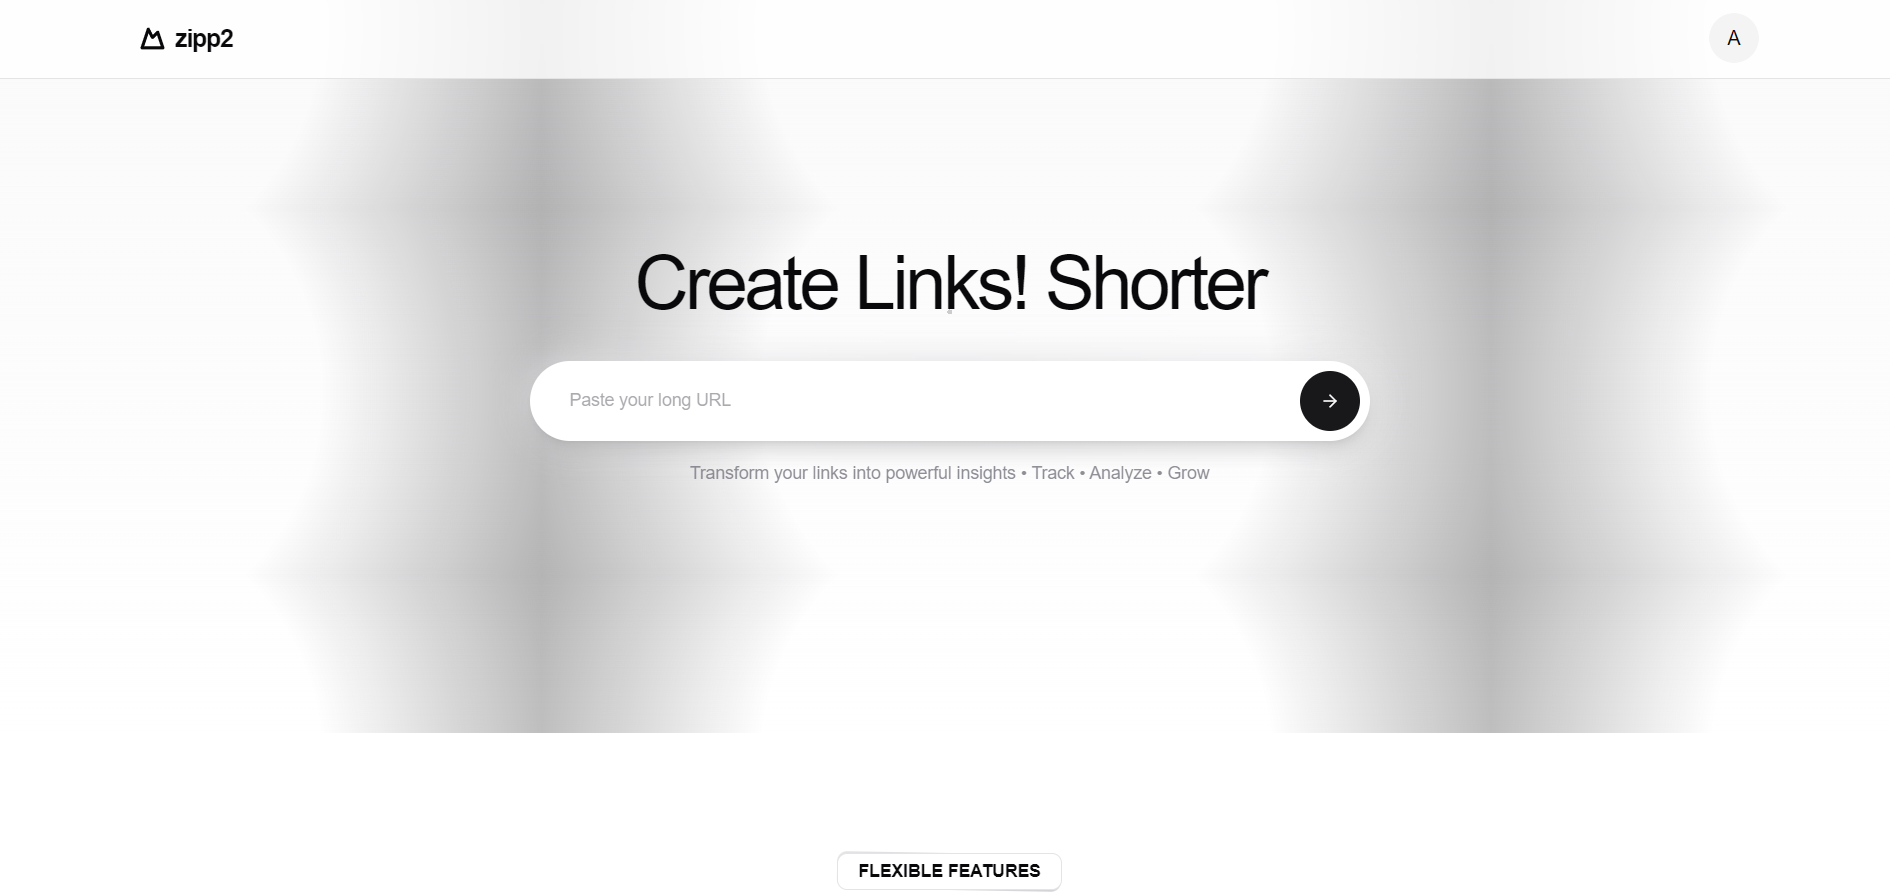 zipp2
A
Create Links! Shorter
Paste your long URL
Transform your links into powerful insights • Track • Analyze • Grow
FLEXIBLE FEATURES